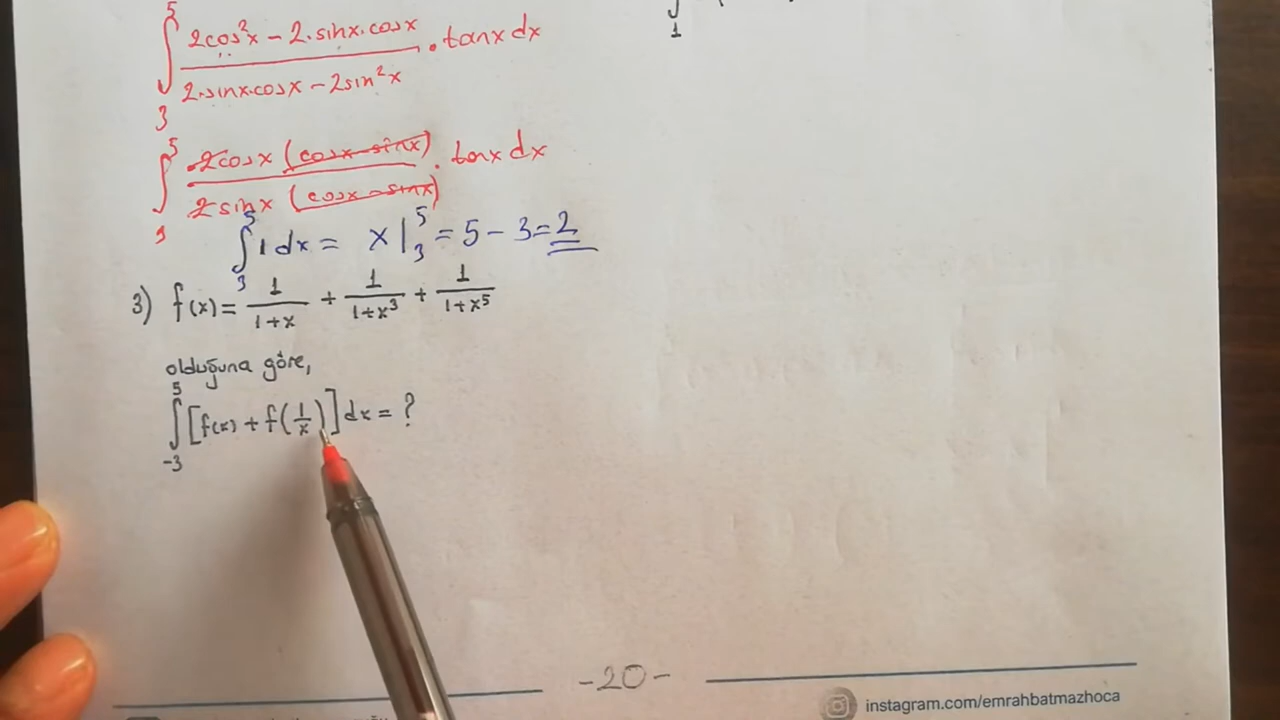 ∫₃⁵ (2cos²x − 2·sinx·cosx)/(2·sinx·cosx − 2sin²x) · tanx dx
1
∫₃⁵ 2cosx (cosx − sinx)/2sinx (cosx − sinx) · tanx dx
∫₃⁵ 1 dx = x|₃⁵ = 5 − 3 = 2
3) f(x) = 1/(1+x) + 1/(1+x³) + 1/(1+x⁵)
olduğuna göre,
∫₋₃⁵ [f(x) + f(1/x)] dx = ?
-20-
instagram.com/emrahbatmazhoca